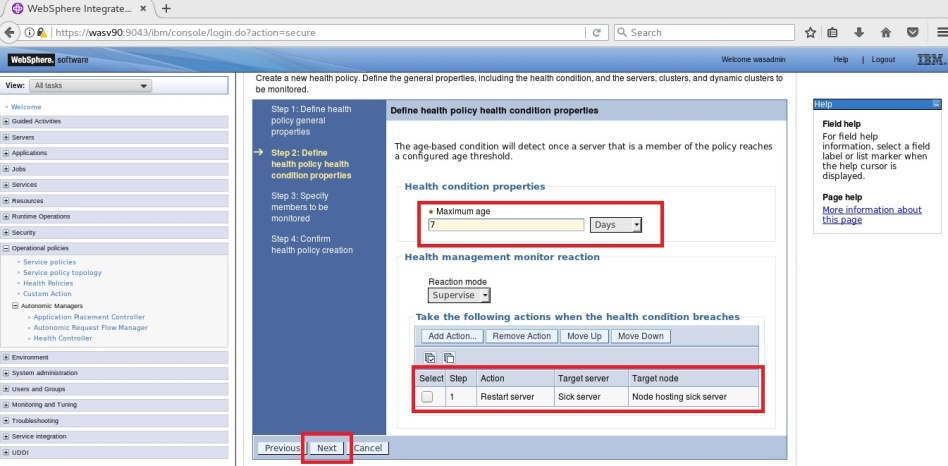 WebSphere Integrate...
https://wasv90:9043/ibm/console/login.do?action=secure
Search
WebSphere. software
Welcome wasadmin
Help | Logout
IBM.
View: All tasks
Welcome
Guided Activities
Servers
Applications
Jobs
Services
Resources
Runtime Operations
Security
Operational policies
Service policies
Service policy topology
Health Policies
Custom Action
Autonomic Managers
Application Placement Controller
Autonomic Request Flow Manager
Health Controller
Environment
System administration
Users and Groups
Monitoring and Tuning
Troubleshooting
Service integration
UDDI
Create a new health policy. Define the general properties, including the health condition, and the servers, clusters, and dynamic clusters to
be monitored.
Step 1: Define health
policy general
properties
Step 2: Define
health policy health
condition properties
Step 3: Specify
members to be
monitored
Step 4: Confirm
health policy creation
Define health policy health condition properties
The age-based condition will detect once a server that is a member of the policy reaches
a configured age threshold.
Health condition properties
* Maximum age
7 Days
Health management monitor reaction
Reaction mode
Supervise
Take the following actions when the health condition breaches
Add Action... Remove Action Move Up Move Down
Select Step Action Target server Target node
1 Restart server Sick server Node hosting sick server
Previous Next Cancel
Help
Field help
For field help
information, select a field
label or list marker when
the help cursor is
displayed.
Page help
More information about
this page